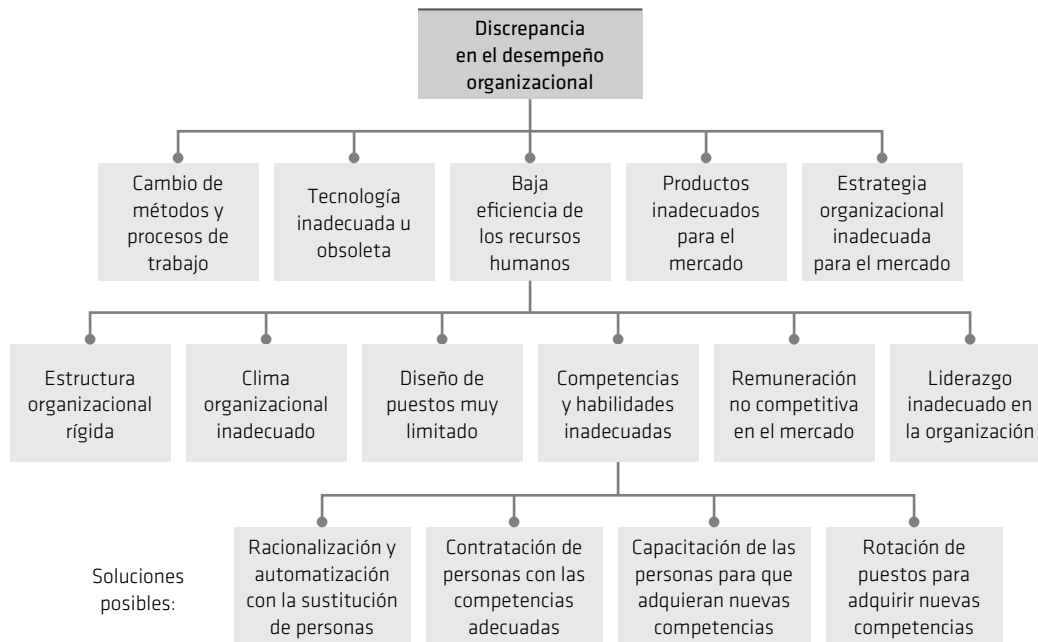 Discrepancia
en el desempeño
organizacional
Cambio de
métodos y
procesos de
trabajo
Tecnología
inadecuada u
obsoleta
Baja
eficiencia de
los recursos
humanos
Productos
inadecuados
para el
mercado
Estrategia
organizacional
inadecuada
para el mercado
Estructura
organizacional
rígida
Clima
organizacional
inadecuado
Diseño de
puestos muy
limitado
Competencias
y habilidades
inadecuadas
Remuneración
no competitiva
en el mercado
Liderazgo
inadecuado en
la organización
Soluciones
posibles:
Racionalización y
automatización
con la sustitución
de personas
Contratación de
personas con las
competencias
adecuadas
Capacitación de las
personas para que
adquieran nuevas
competencias
Rotación de
puestos para
adquirir nuevas
competencias